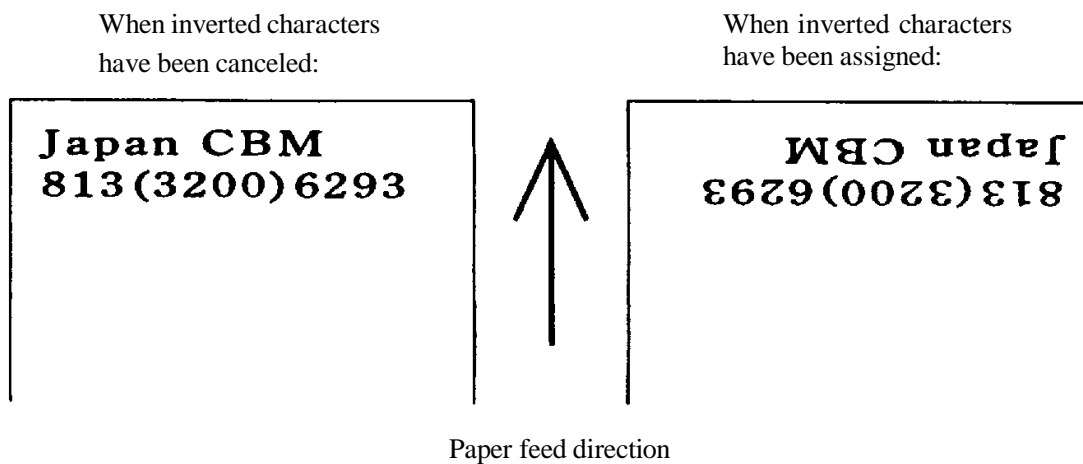 When inverted characters
have been canceled:
When inverted characters
have been assigned:
Japan CBM
813(3200)6293
Japan CBM
813(3200)6293
Paper feed direction